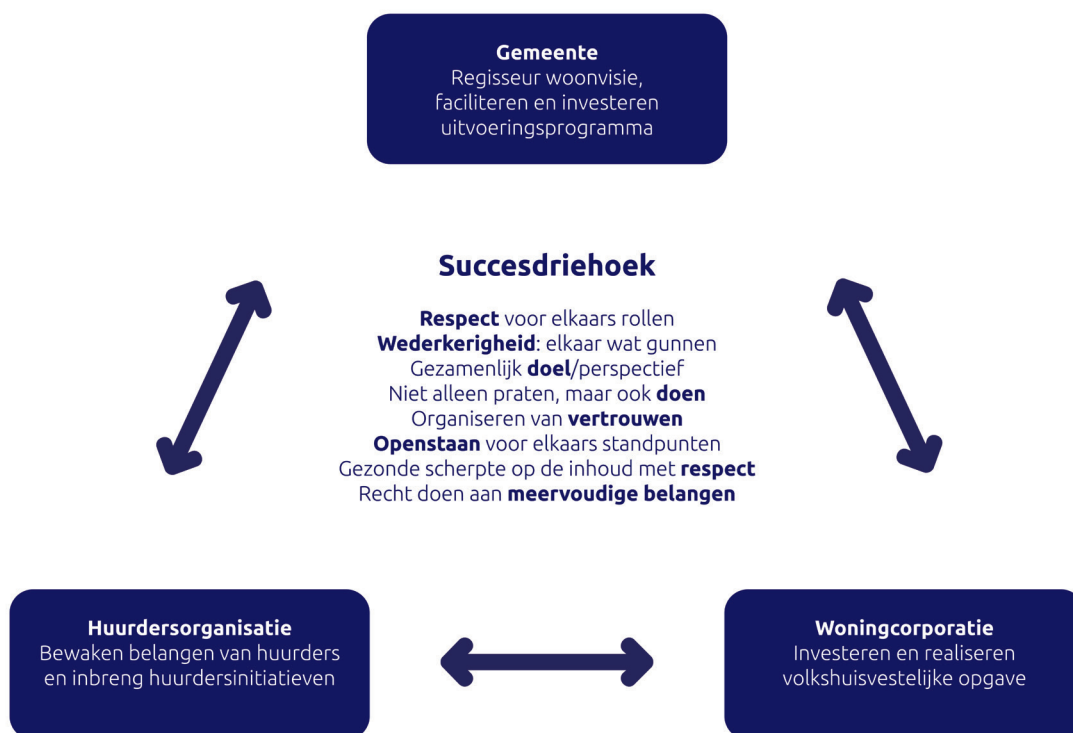 Gemeente
Regisseur woonvisie,
faciliteren en investeren
uitvoeringsprogramma
Succesdriehoek
Respect voor elkaars rollen
Wederkerigheid: elkaar wat gunnen
Gezamenlijk doel/perspectief
Niet alleen praten, maar ook doen
Organiseren van vertrouwen
Openstaan voor elkaars standpunten
Gezonde scherpte op de inhoud met respect
Recht doen aan meervoudige belangen
Huurdersorganisatie
Bewaken belangen van huurders
en inbreng huurdersinitiatieven
Woningcorporatie
Investeren en realiseren
volkshuisvestelijke opgave